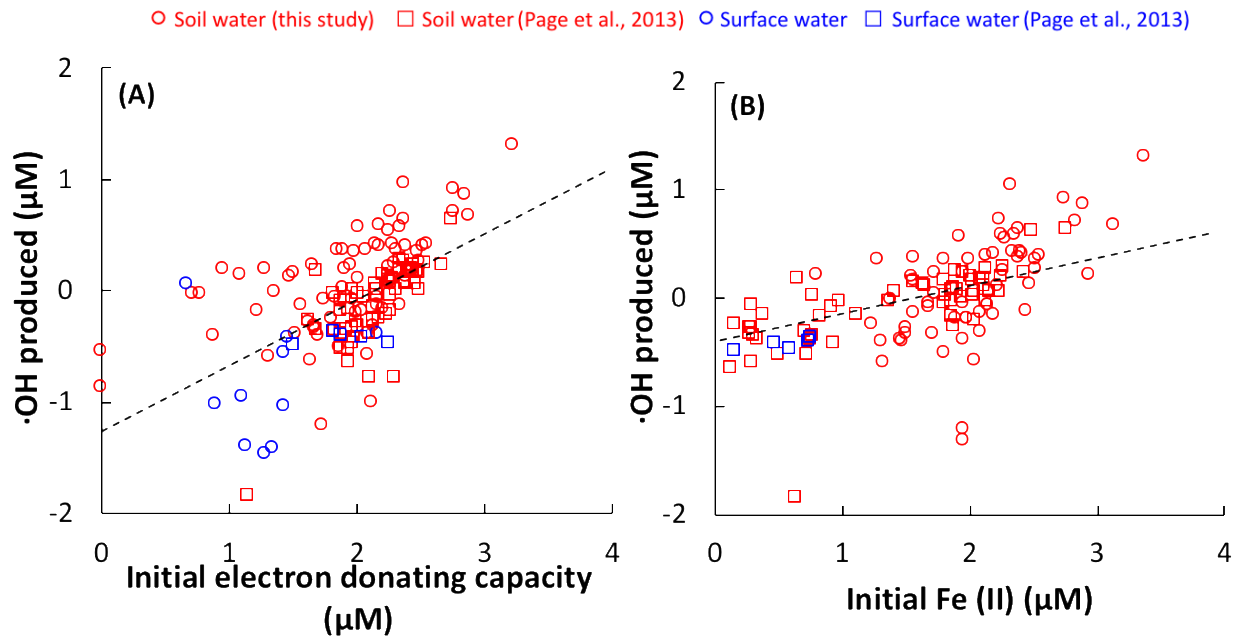 Soil water (this study) Soil water (Page et al., 2013) Surface water Surface water (Page et al., 2013)
(A)
·OH produced (µM)
2
1
0
-1
-2
0 1 2 3 4
Initial electron donating capacity
(µM)
(B)
·OH produced (µM)
2
1
0
-1
-2
0 1 2 3 4
Initial Fe (II) (µM)